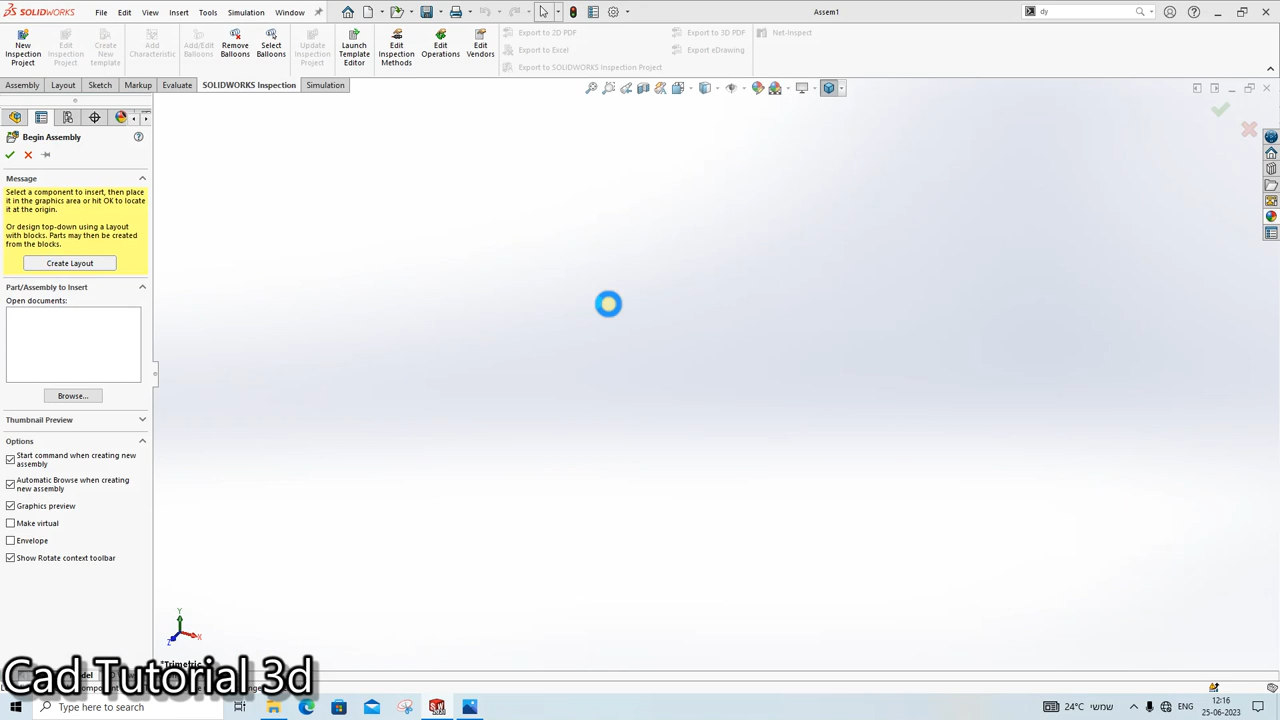 SOLIDWORKS File Edit View Insert Tools Simulation Window Assem1 dy
New Inspection Project
Edit Inspection Project
Create New template
Add Characteristic
Add/Edit Balloons
Remove Balloons
Select Balloons
Update Inspection Project
Launch Template Editor
Edit Inspection Methods
Edit Operations
Edit Vendors
Export to 2D PDF Export to 3D PDF Net-Inspect
Export to Excel Export eDrawing
Export to SOLIDWORKS Inspection Project
Assembly Layout Sketch Markup Evaluate SOLIDWORKS Inspection Simulation
Begin Assembly
Message
Select a component to insert, then place
it in the graphics area or hit OK to locate
it at the origin.
Or design top-down using a Layout
with blocks. Parts may then be created
from the blocks.
Create Layout
Part/Assembly to Insert
Open documents:
Browse...
Thumbnail Preview
Options
Start command when creating new
assembly
Automatic Browse when creating
new assembly
Graphics preview
Make virtual
Envelope
Show Rotate context toolbar
Y
X
Z
*Trimetric
Cad Tutorial 3d
Type here to search
24°C שמשי ENG
12:16
25-06-2023